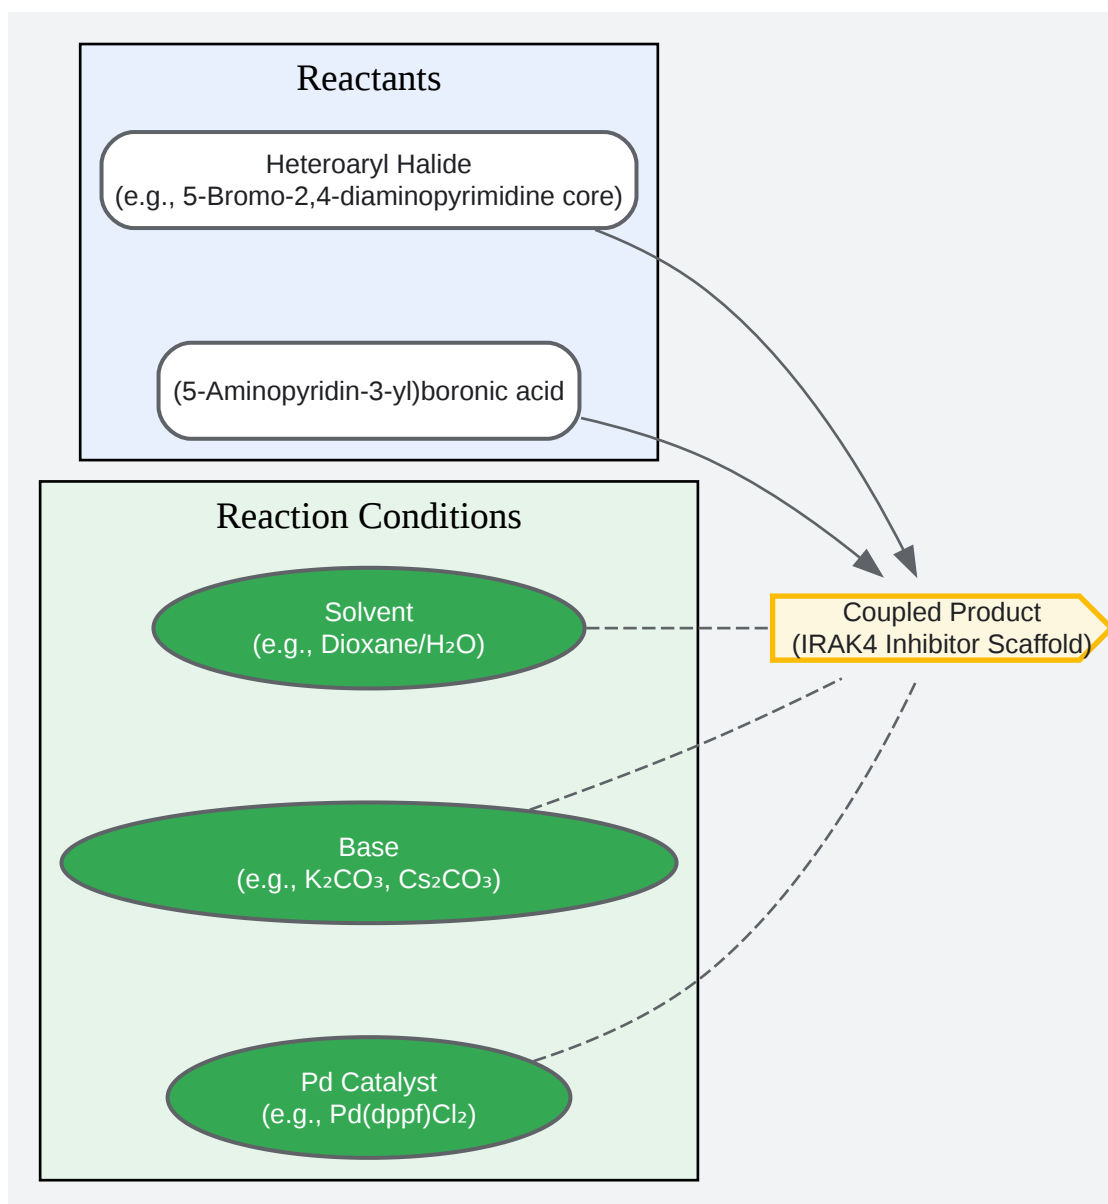 Reactants
Heteroaryl Halide
(e.g., 5-Bromo-2,4-diaminopyrimidine core)
(5-Aminopyridin-3-yl)boronic acid
Reaction Conditions
Solvent
(e.g., Dioxane/H₂O)
Coupled Product
(IRAK4 Inhibitor Scaffold)
Base
(e.g., K₂CO₃, Cs₂CO₃)
Pd Catalyst
(e.g., Pd(dppf)Cl₂)